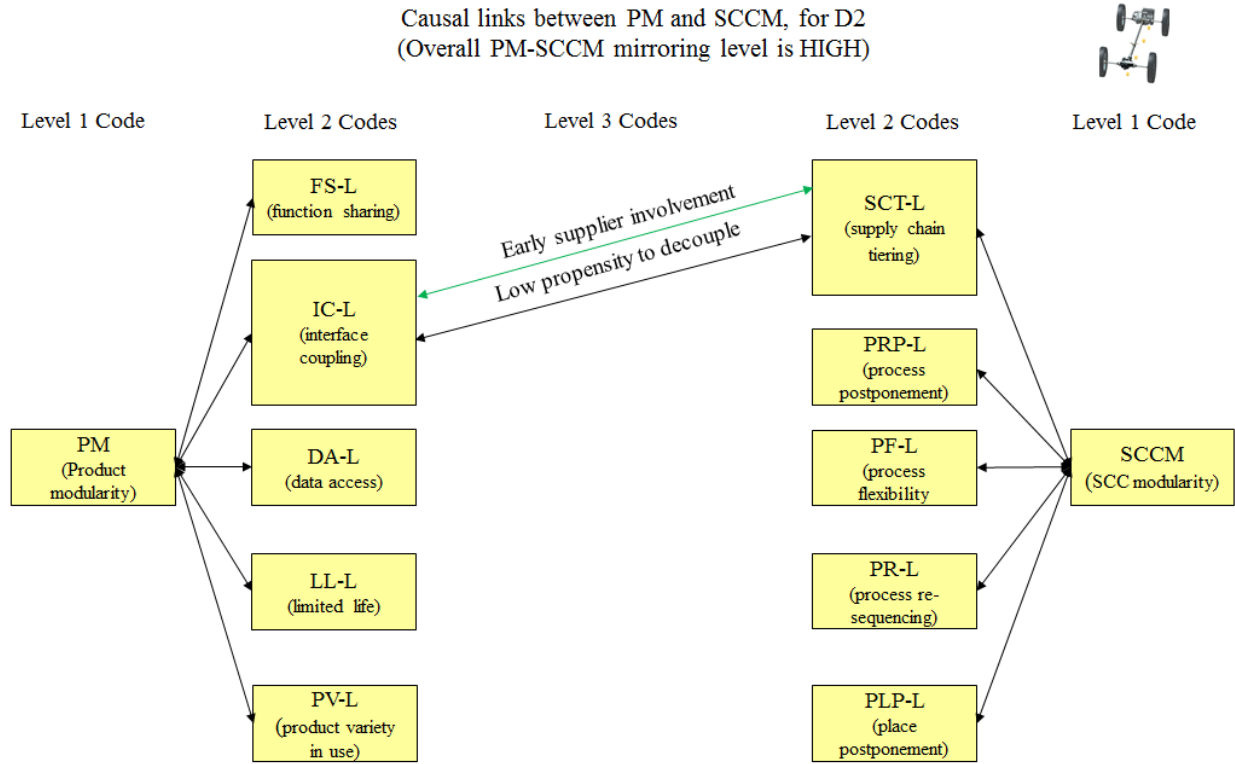 Causal links between PM and SCCM, for D2
(Overall PM-SCCM mirroring level is HIGH)
Level 1 Code
Level 2 Codes
Level 3 Codes
Level 2 Codes
Level 1 Code
FS-L
(function sharing)
IC-L
(interface
coupling)
DA-L
(data access)
LL-L
(limited life)
PV-L
(product variety
in use)
PM
(Product
modularity)
Early supplier involvement
Low propensity to decouple
SCT-L
(supply chain
tiering)
PRP-L
(process
postponement)
PF-L
(process
flexibility
PR-L
(process re-
sequencing)
PLP-L
(place
postponement)
SCCM
(SCC modularity)